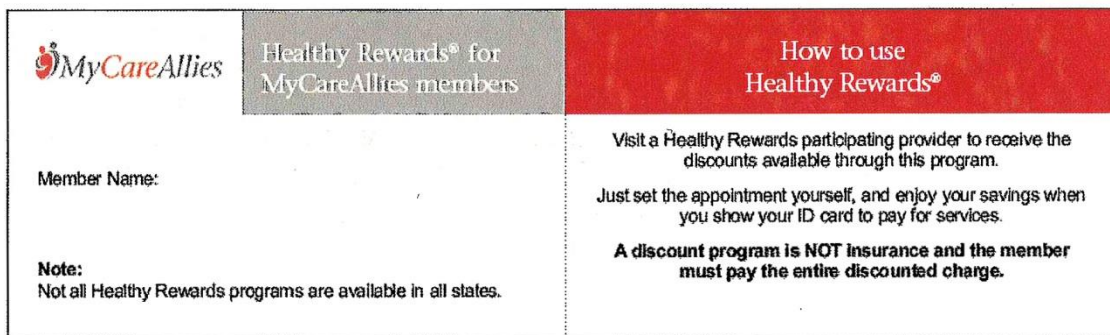 MyCareAllies
Healthy Rewards® for
MyCareAllies members
Member Name:
Note:
Not all Healthy Rewards programs are available in all states.
How to use
Healthy Rewards®
Visit a Healthy Rewards participating provider to receive the
discounts available through this program.
Just set the appointment yourself, and enjoy your savings when
you show your ID card to pay for services.
A discount program is NOT insurance and the member
must pay the entire discounted charge.